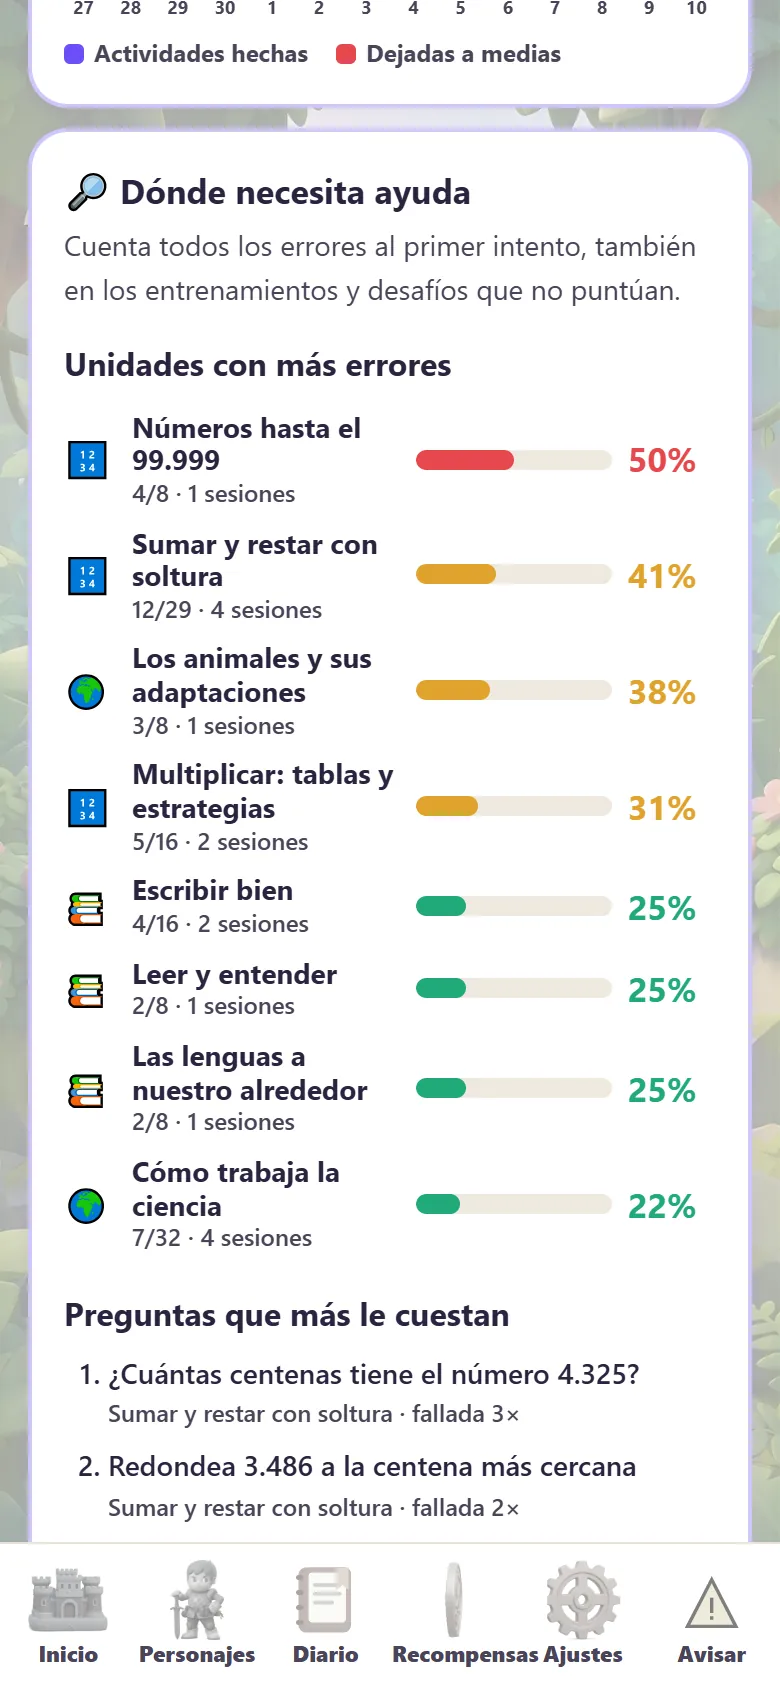 27 28 29 30 1 2 3 4 5 6 7 8 9 10
Actividades hechas Dejadas a medias
Dónde necesita ayuda
Cuenta todos los errores al primer intento, también
en los entrenamientos y desafíos que no puntúan.
Unidades con más errores
Números hasta el
99.999
4/8 · 1 sesiones
50%
Sumar y restar con
soltura
12/29 · 4 sesiones
41%
Los animales y sus
adaptaciones
3/8 · 1 sesiones
38%
Multiplicar: tablas y
estrategias
5/16 · 2 sesiones
31%
Escribir bien
4/16 · 2 sesiones
25%
Leer y entender
2/8 · 1 sesiones
25%
Las lenguas a
nuestro alrededor
2/8 · 1 sesiones
25%
Cómo trabaja la
ciencia
7/32 · 4 sesiones
22%
Preguntas que más le cuestan
1. ¿Cuántas centenas tiene el número 4.325?
Sumar y restar con soltura · fallada 3×
2. Redondea 3.486 a la centena más cercana
Sumar y restar con soltura · fallada 2×
Inicio Personajes Diario Recompensas Ajustes Avisar